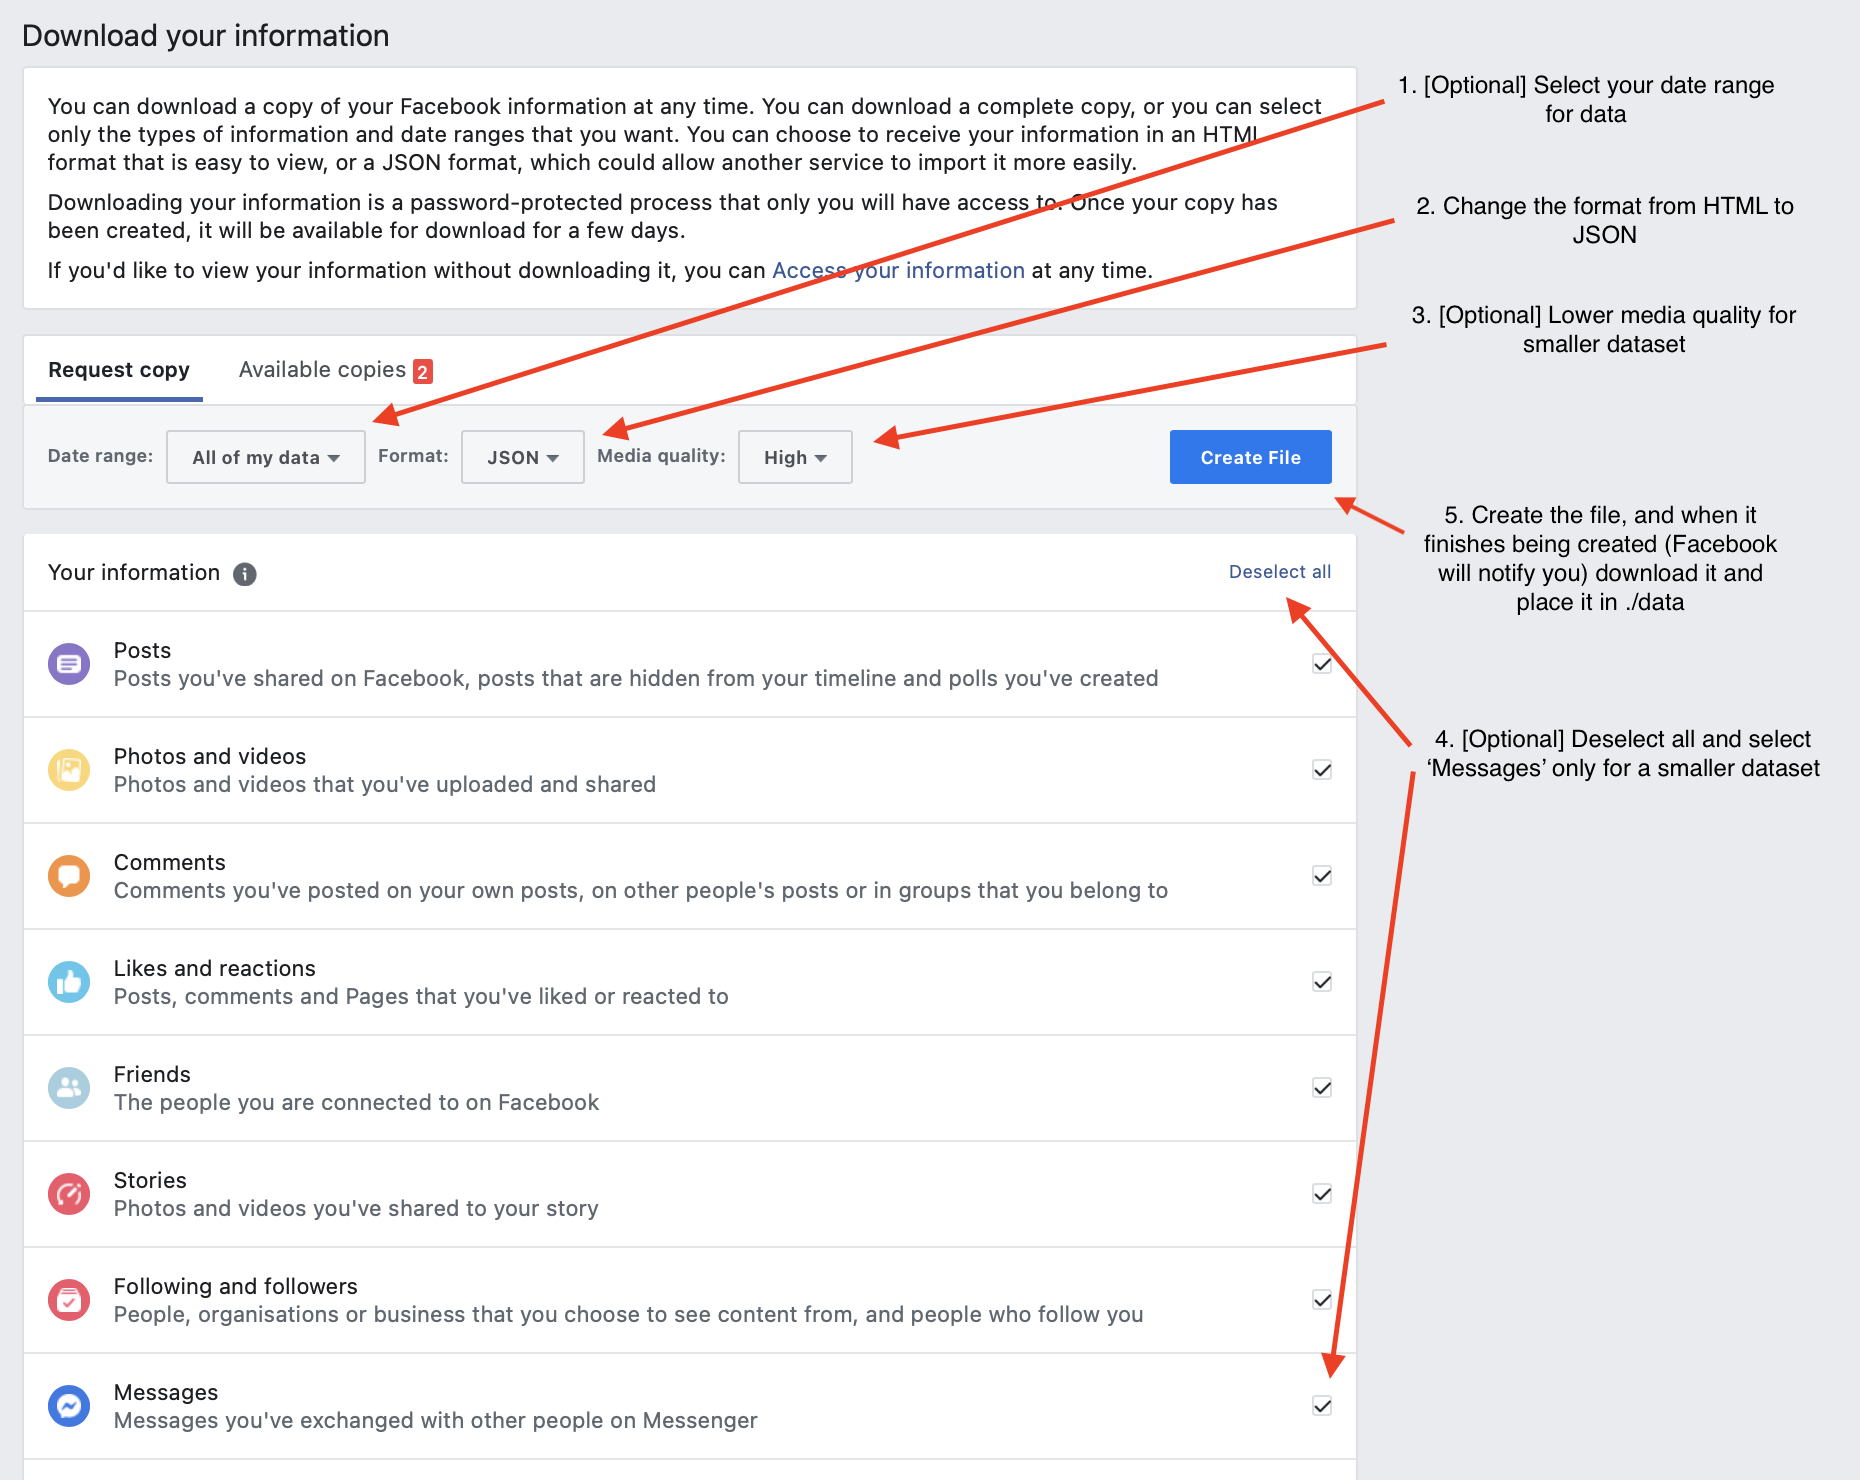 Download your information
You can download a copy of your Facebook information at any time. You can download a complete copy, or you can select
only the types of information and date ranges that you want. You can choose to receive your information in an HTML
format that is easy to view, or a JSON format, which could allow another service to import it more easily.
Downloading your information is a password-protected process that only you will have access to. Once your copy has
been created, it will be available for download for a few days.
If you'd like to view your information without downloading it, you can Access your information at any time.
1. [Optional] Select your date range
for data
2. Change the format from HTML to
JSON
3. [Optional] Lower media quality for
smaller dataset
Request copy Available copies 2
Date range: All of my data Format: JSON Media quality: High Create File
5. Create the file, and when it
finishes being created (Facebook
will notify you) download it and
place it in ./data
Your information Deselect all
Posts
Posts you've shared on Facebook, posts that are hidden from your timeline and polls you've created
4. [Optional] Deselect all and select
‘Messages’ only for a smaller dataset
Photos and videos
Photos and videos that you've uploaded and shared
Comments
Comments you've posted on your own posts, on other people's posts or in groups that you belong to
Likes and reactions
Posts, comments and Pages that you've liked or reacted to
Friends
The people you are connected to on Facebook
Stories
Photos and videos you've shared to your story
Following and followers
People, organisations or business that you choose to see content from, and people who follow you
Messages
Messages you've exchanged with other people on Messenger